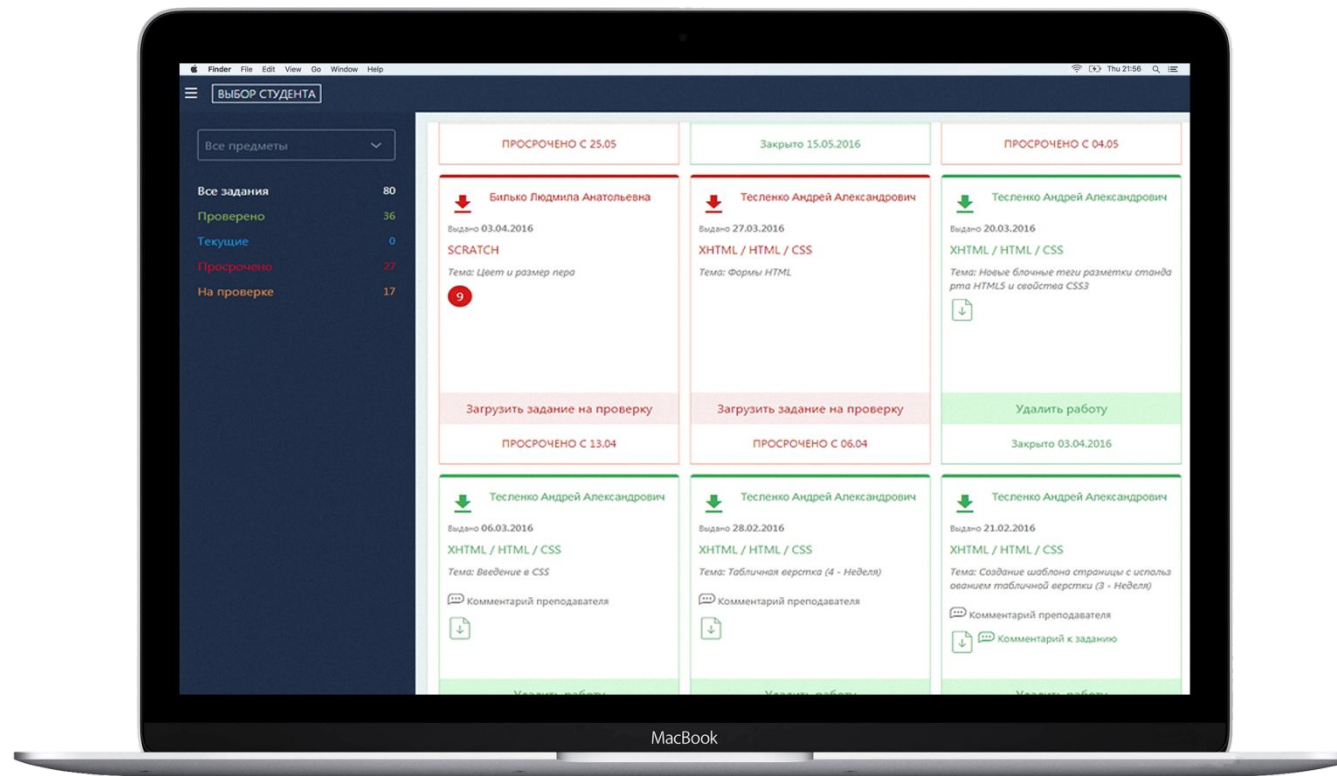 Finder File Edit View Go Window Help
Thu 21:56
ВЫБОР СТУДЕНТА
Все предметы
Все задания 80
Проверено 36
Текущие 0
Просрочено 27
На проверке 17
ПРОСРОЧЕНО С 25.05
Закрыто 15.05.2016
ПРОСРОЧЕНО С 04.05
Билько Людмила Анатольевна
Выдано 03.04.2016
SCRATCH
Тема: Цвет и размер пера
9
Загрузить задание на проверку
ПРОСРОЧЕНО С 13.04
Тесленко Андрей Александрович
Выдано 27.03.2016
XHTML / HTML / CSS
Тема: Формы HTML
Загрузить задание на проверку
ПРОСРОЧЕНО С 06.04
Тесленко Андрей Александрович
Выдано 20.03.2016
XHTML / HTML / CSS
Тема: Новые блочные теги разметки станда
рта HTML5 и свойства CSS3
Удалить работу
Закрыто 03.04.2016
Тесленко Андрей Александрович
Выдано 06.03.2016
XHTML / HTML / CSS
Тема: Введение в CSS
Комментарий преподавателя
Удалить работу
Тесленко Андрей Александрович
Выдано 28.02.2016
XHTML / HTML / CSS
Тема: Табличная верстка (4 - Неделя)
Комментарий преподавателя
Удалить работу
Тесленко Андрей Александрович
Выдано 21.02.2016
XHTML / HTML / CSS
Тема: Создание шаблона страницы с использ
ованием табличной верстки (3 - Неделя)
Комментарий преподавателя
Комментарий к заданию
Удалить работу
MacBook